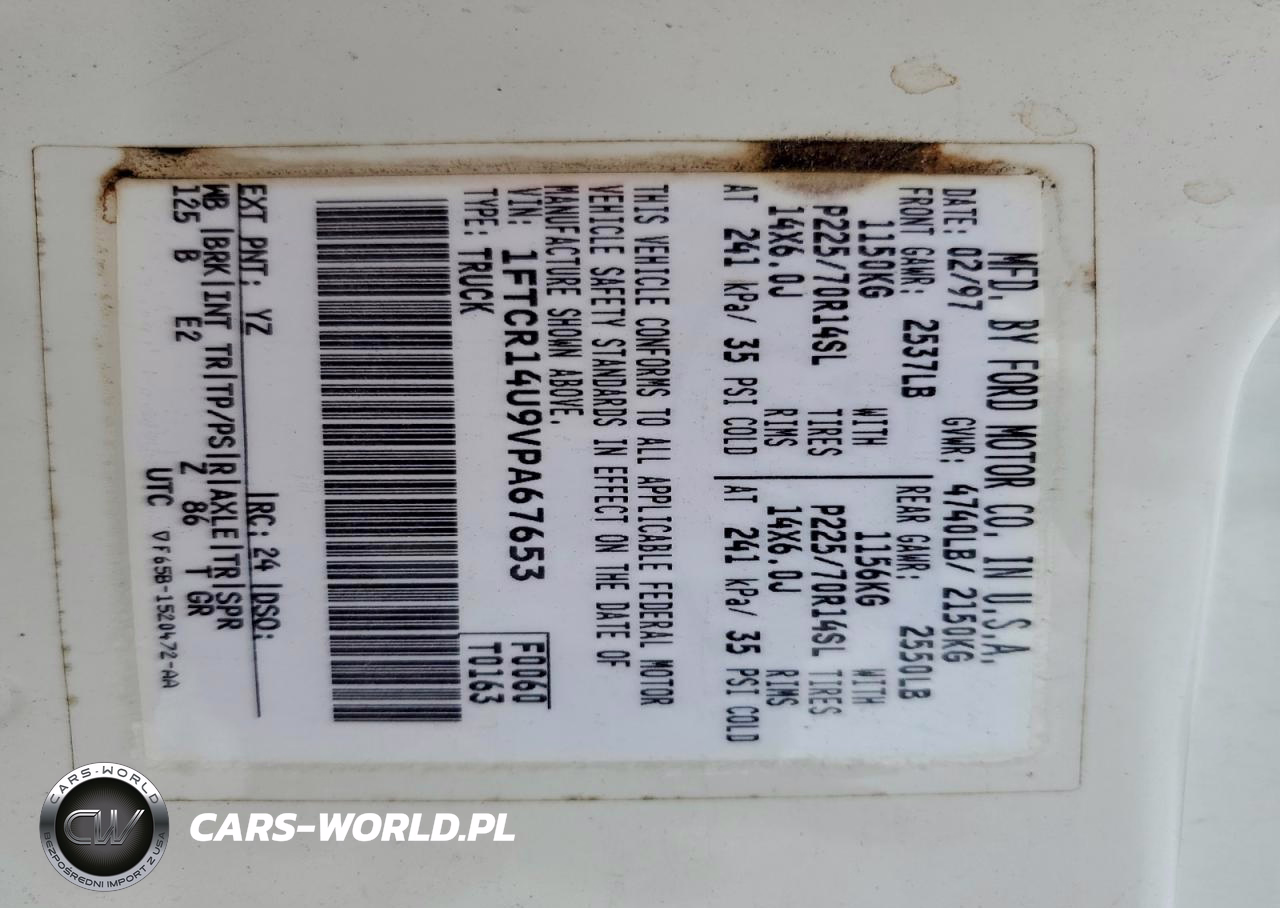 MFD. BY FORD MOTOR CO. IN U.S.A.
DATE: 02/97 GVWR: 4740LB/ 2150KG
FRONT GAWR: 2537LB REAR GAWR: 2550LB
1150KG WITH 1156KG WITH
P225/70R14SL TIRES P225/70R14SL TIRES
14X6.0J RIMS 14X6.0J RIMS
AT 241 kPa/ 35 PSI COLD AT 241 kPa/ 35 PSI COLD
THIS VEHICLE CONFORMS TO ALL APPLICABLE FEDERAL MOTOR
VEHICLE SAFETY STANDARDS IN EFFECT ON THE DATE OF
MANUFACTURE SHOWN ABOVE.
VIN: 1FTCR14U9VPA67653 F0060
TYPE: TRUCK T0163
EXT PNT: YZ RC: 24 DSO:
WB BRK INT TR TP/PS R AXLE TR SPR
125 B E2 Z 86 T GR
UTC ▽F65B-1520472-AA
CARS-WORLD
CW
BEZPOŚREDNI IMPORT Z USA
CARS-WORLD.PL